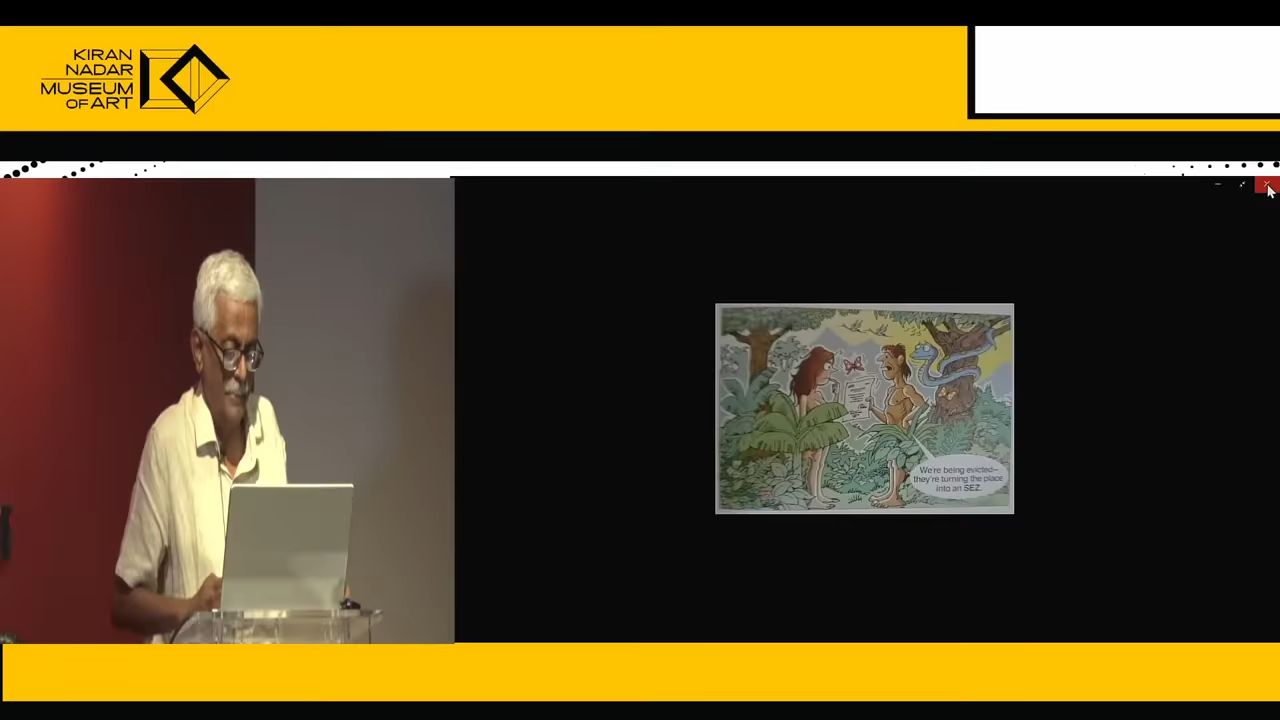 KIRAN
NADAR
MUSEUM
OF ART
We're being evicted–
they're turning the place
into an SEZ.